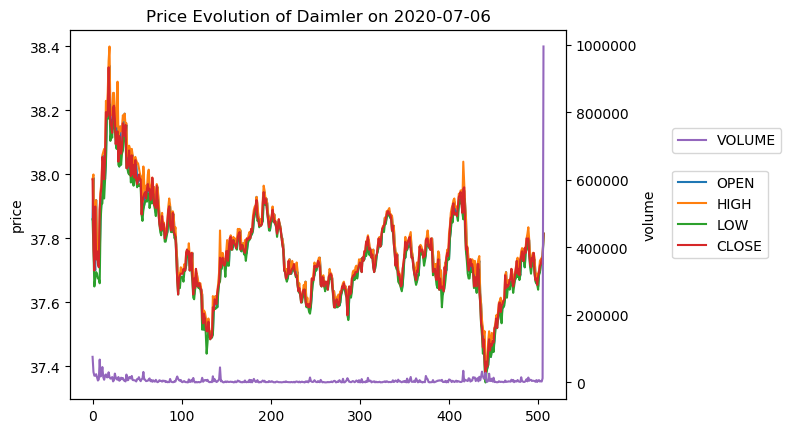 Price Evolution of Daimler on 2020-07-06
38.4
38.2
38.0
37.8
37.6
37.4
price
0
100
200
300
400
500
1000000
800000
600000
400000
200000
0
volume
VOLUME
OPEN
HIGH
LOW
CLOSE